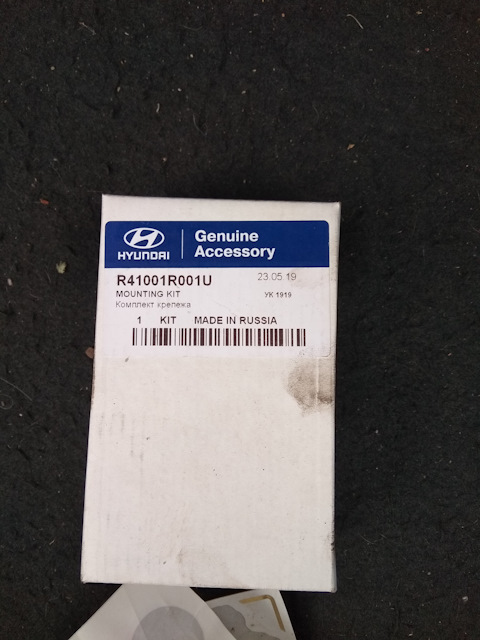 HYUNDAI
Genuine
Accessory
R41001R001U 23.05.19
MOUNTING KIT УК 1919
Комплект крепежа
1 KIT MADE IN RUSSIA